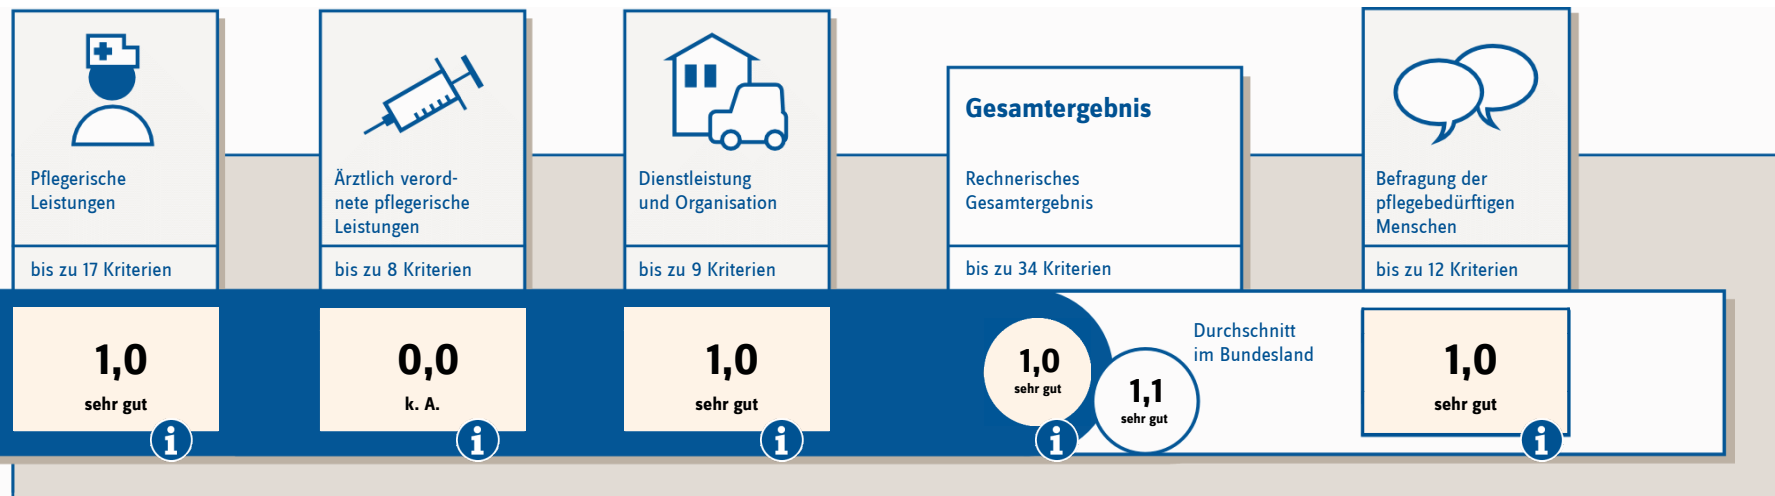 Pflegerische
Leistungen
bis zu 17 Kriterien
1,0
sehr gut
i
Ärztlich verord-
nete pflegerische
Leistungen
bis zu 8 Kriterien
0,0
k. A.
i
Dienstleistung
und Organisation
bis zu 9 Kriterien
1,0
sehr gut
i
Gesamtergebnis
Rechnerisches
Gesamtergebnis
bis zu 34 Kriterien
1,0
sehr gut
i
1,1
sehr gut
Durchschnitt
im Bundesland
Befragung der
pflegebedürftigen
Menschen
bis zu 12 Kriterien
1,0
sehr gut
i